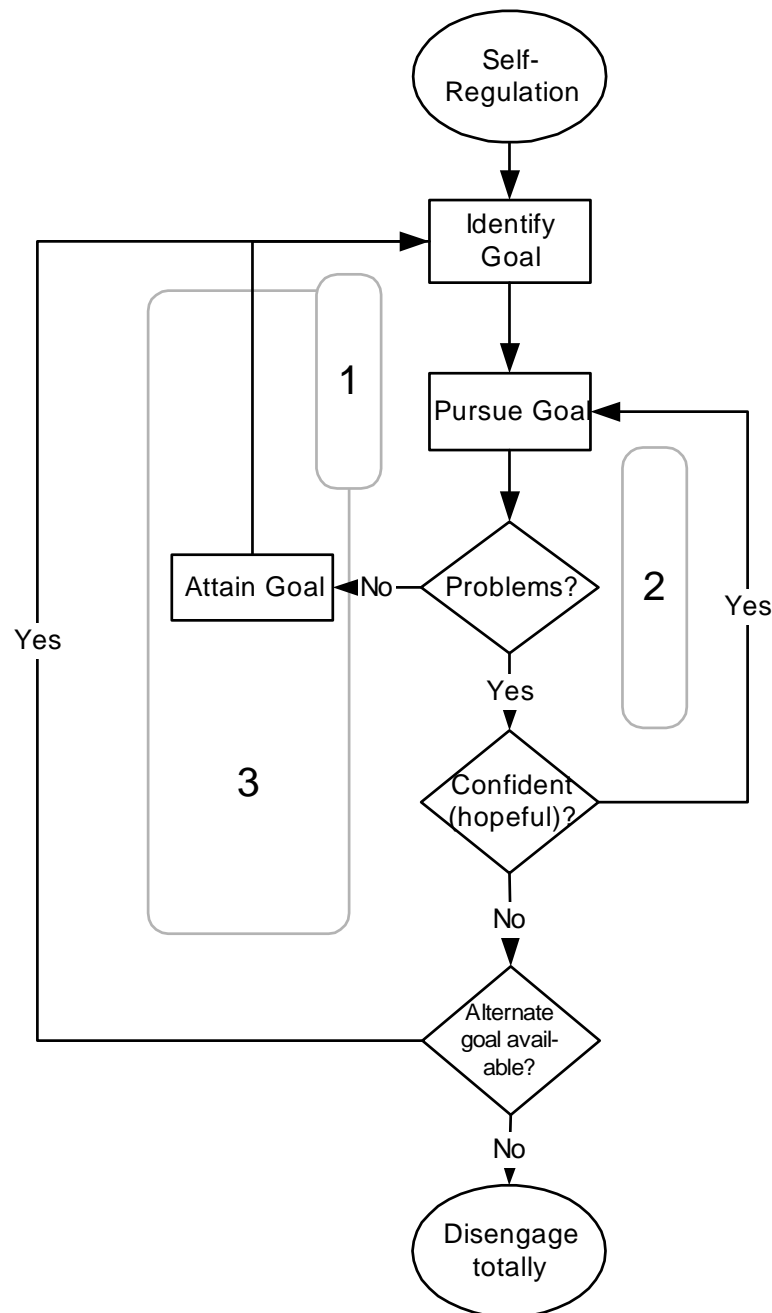 Self-
Regulation
Identify
Goal
1
Pursue Goal
Attain Goal
No
Problems?
2
Yes
Yes
Yes
3
Confident
(hopeful)?
No
Alternate
goal avail-
able?
No
Disengage
totally